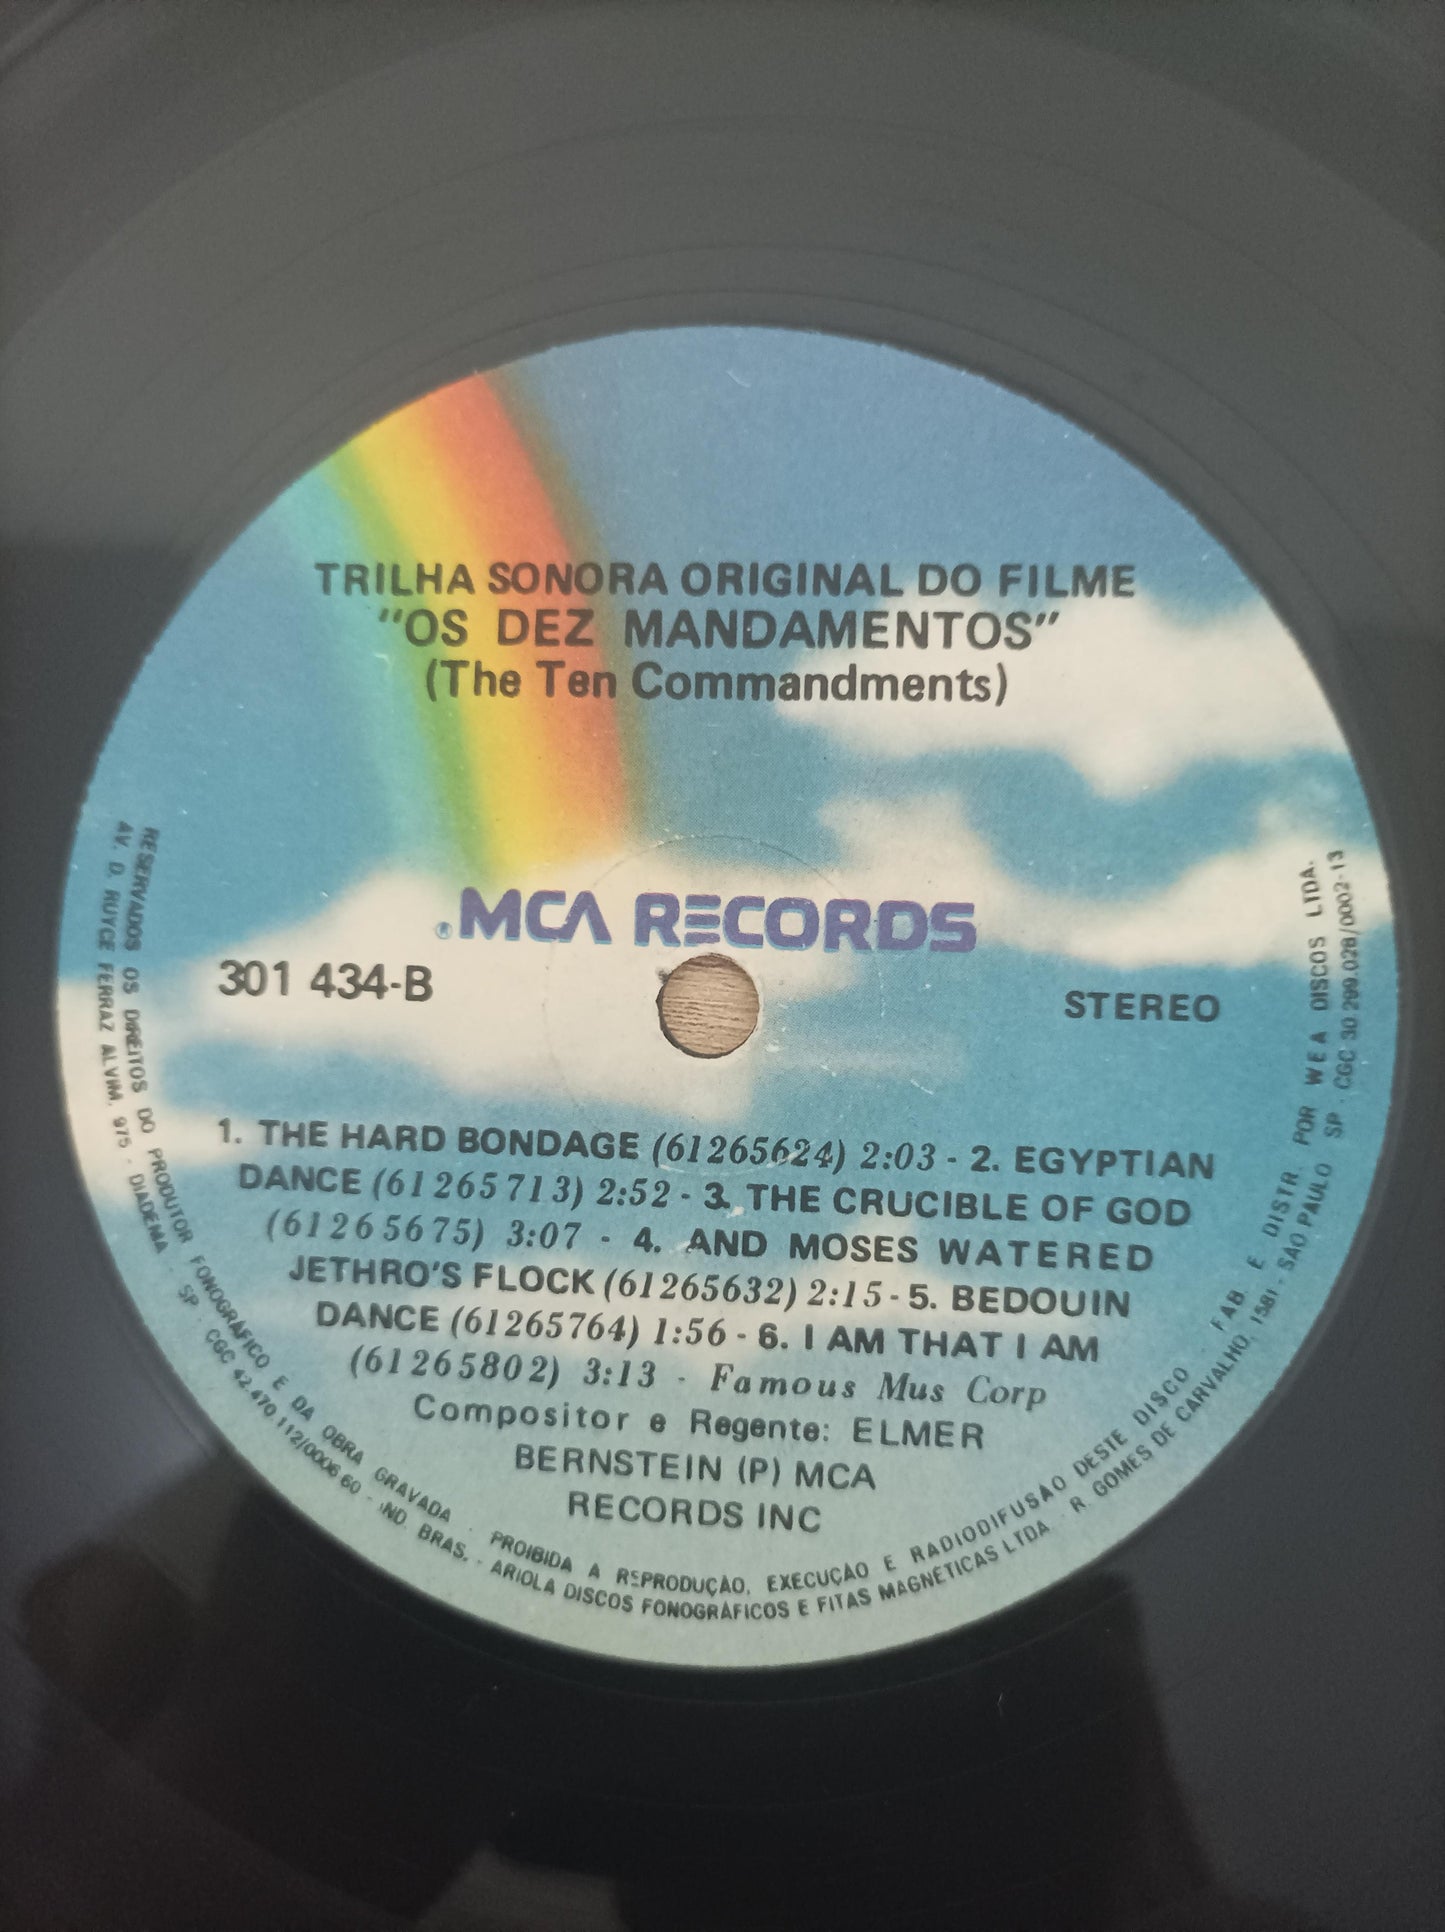 TRILHA SONORA ORIGINAL DO FILME
"OS DEZ MANDAMENTOS"
(The Ten Commandments)
®.MCA RECORDS
301 434-B
STEREO
1. THE HARD BONDAGE (61265624) 2:03 - 2. EGYPTIAN
DANCE (61265713) 2:52 - 3. THE CRUCIBLE OF GOD
(61265675) 3:07 - 4. AND MOSES WATERED
JETHRO'S FLOCK (61265632) 2:15 - 5. BEDOUIN
DANCE (61265764) 1:56 - 6. I AM THAT I AM
(61265802) 3:13 - Famous Mus Corp
Compositor e Regente: ELMER
BERNSTEIN (P) MCA
RECORDS INC
RESERVADOS OS DIREITOS DO PRODUTOR FONOGRÁFICO E DA OBRA GRAVADA · PROIBIDA A REPRODUÇÃO, EXECUÇÃO E RADIODIFUSÃO DESTE DISCO · FAB. E DISTR. POR WEA DISCOS LTDA.
AV. D. RUYCE FERRAZ ALVIM, 975 - DIADEMA - SP - CGC 42.470.112/0006 60 - IND. BRAS. - ARIOLA DISCOS FONOGRÁFICOS E FITAS MAGNÉTICAS LTDA · R. GOMES DE CARVALHO, 1581 - SÃO PAULO SP · CGC 30 299.028/0002-13